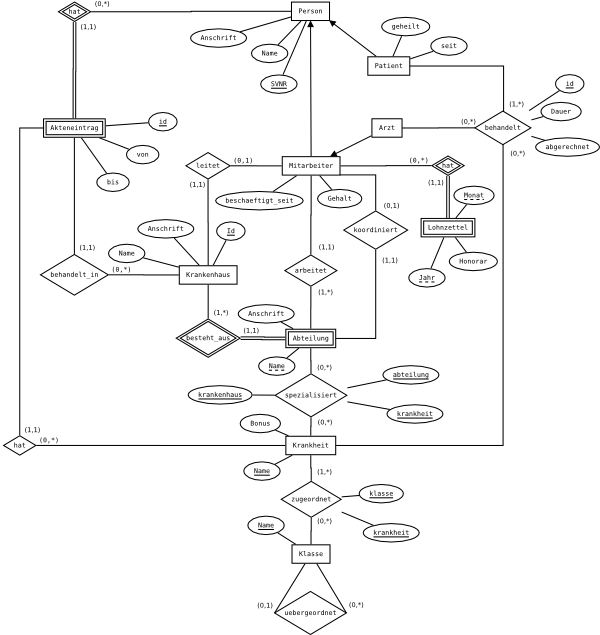 hat
(0,*)
Person
(1,1)
Anschrift
Name
SVNR
geheilt
seit
Patient
id
Dauer
abgerechnet
(1,*)
(0,*)
behandelt
(0,*)
Arzt
Akteneintrag
id
von
bis
leitet
(0,1)
(1,1)
Mitarbeiter
(0,*)
hat
(1,1)
beschaeftigt_seit
Gehalt
Monat
(0,1)
koordiniert
(1,1)
Lohnzettel
Honorar
Jahr
Anschrift
Id
Name
(1,1)
behandelt_in
(0,*)
Krankenhaus
(1,1)
arbeitet
(1,*)
(1,*)
besteht_aus
(1,1)
Anschrift
Abteilung
Name
(0,*)
krankenhaus
spezialisiert
abteilung
krankheit
(0,*)
Bonus
(1,1)
hat
(0,*)
Krankheit
Name
(1,*)
zugeordnet
klasse
krankheit
(0,*)
Name
Klasse
(0,1)
uebergeordnet
(0,*)